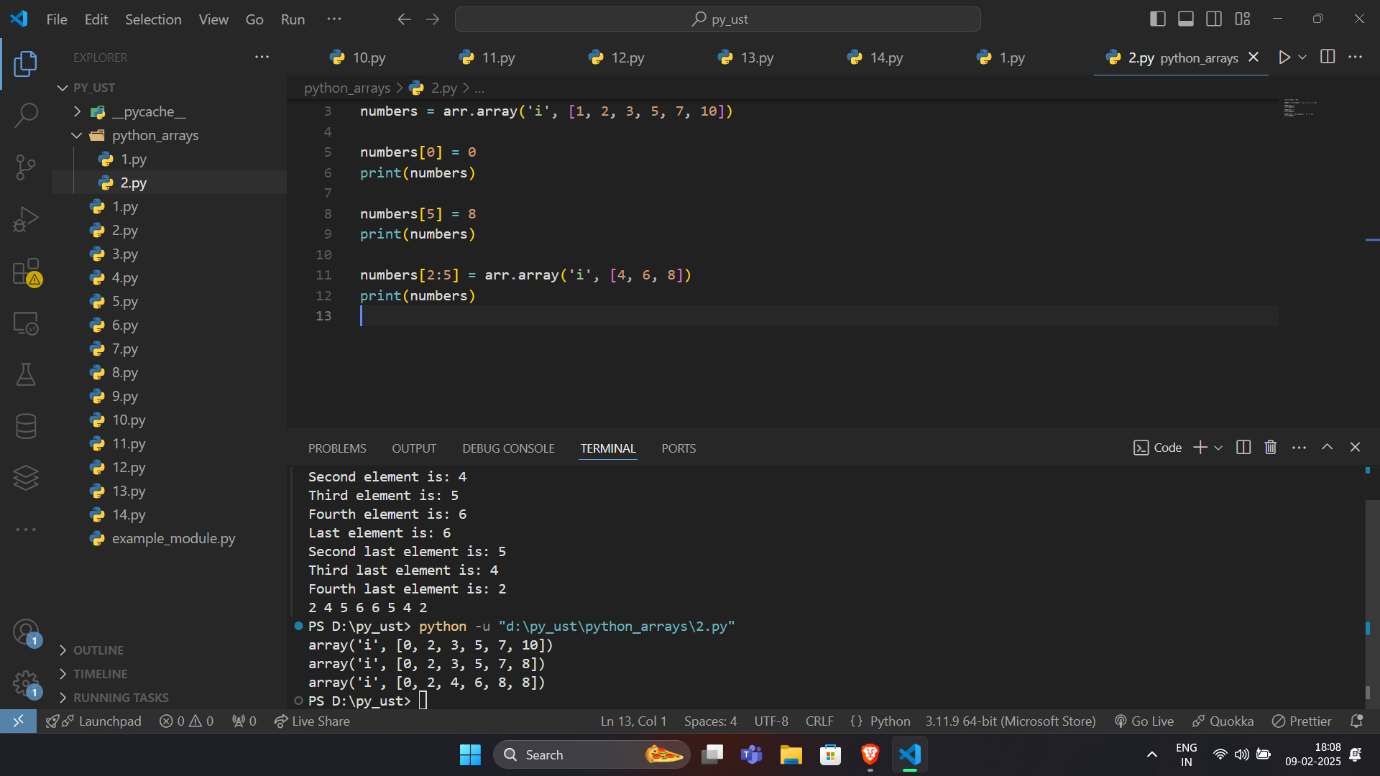 File Edit Selection View Go Run ··· py_ust
EXPLORER ···
PY_UST
__pycache__
python_arrays
1.py
2.py
1.py
2.py
3.py
4.py
5.py
6.py
7.py
8.py
9.py
10.py
11.py
12.py
13.py
14.py
example_module.py
OUTLINE
TIMELINE
RUNNING TASKS
10.py 11.py 12.py 13.py 14.py 1.py 2.py python_arrays
python_arrays > 2.py > ...
3 numbers = arr.array('i', [1, 2, 3, 5, 7, 10])
4
5 numbers[0] = 0
6 print(numbers)
7
8 numbers[5] = 8
9 print(numbers)
10
11 numbers[2:5] = arr.array('i', [4, 6, 8])
12 print(numbers)
13
PROBLEMS OUTPUT DEBUG CONSOLE TERMINAL PORTS Code
Second element is: 4
Third element is: 5
Fourth element is: 6
Last element is: 6
Second last element is: 5
Third last element is: 4
Fourth last element is: 2
2 4 5 6 6 5 4 2
PS D:\py_ust> python -u "d:\py_ust\python_arrays\2.py"
array('i', [0, 2, 3, 5, 7, 10])
array('i', [0, 2, 3, 5, 7, 8])
array('i', [0, 2, 4, 6, 8, 8])
PS D:\py_ust>
1
1
Launchpad 0 0 0 Live Share Ln 13, Col 1 Spaces: 4 UTF-8 CRLF {} Python 3.11.9 64-bit (Microsoft Store) Go Live Quokka Prettier
Search
ENG
IN
18:08
09-02-2025